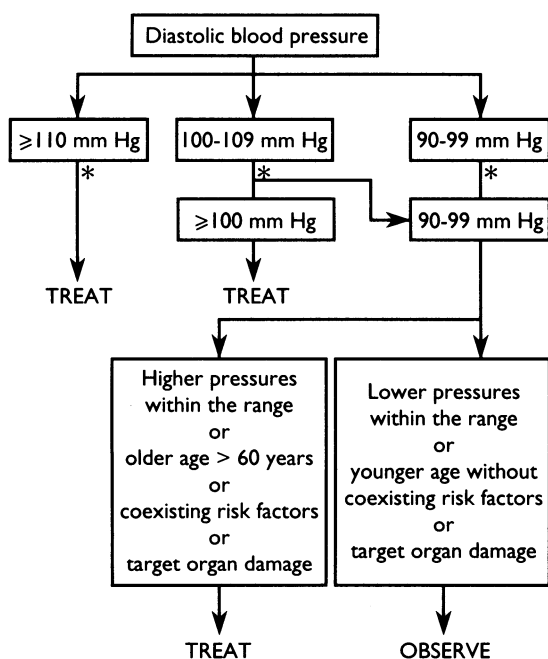 Diastolic blood pressure
⩾110 mm Hg
100-109 mm Hg
90-99 mm Hg
*
*
*
⩾100 mm Hg
90-99 mm Hg
TREAT
TREAT
Higher pressures
within the range
or
older age > 60 years
or
coexisting risk factors
or
target organ damage
Lower pressures
within the range
or
younger age without
coexisting risk factors
or
target organ damage
TREAT
OBSERVE